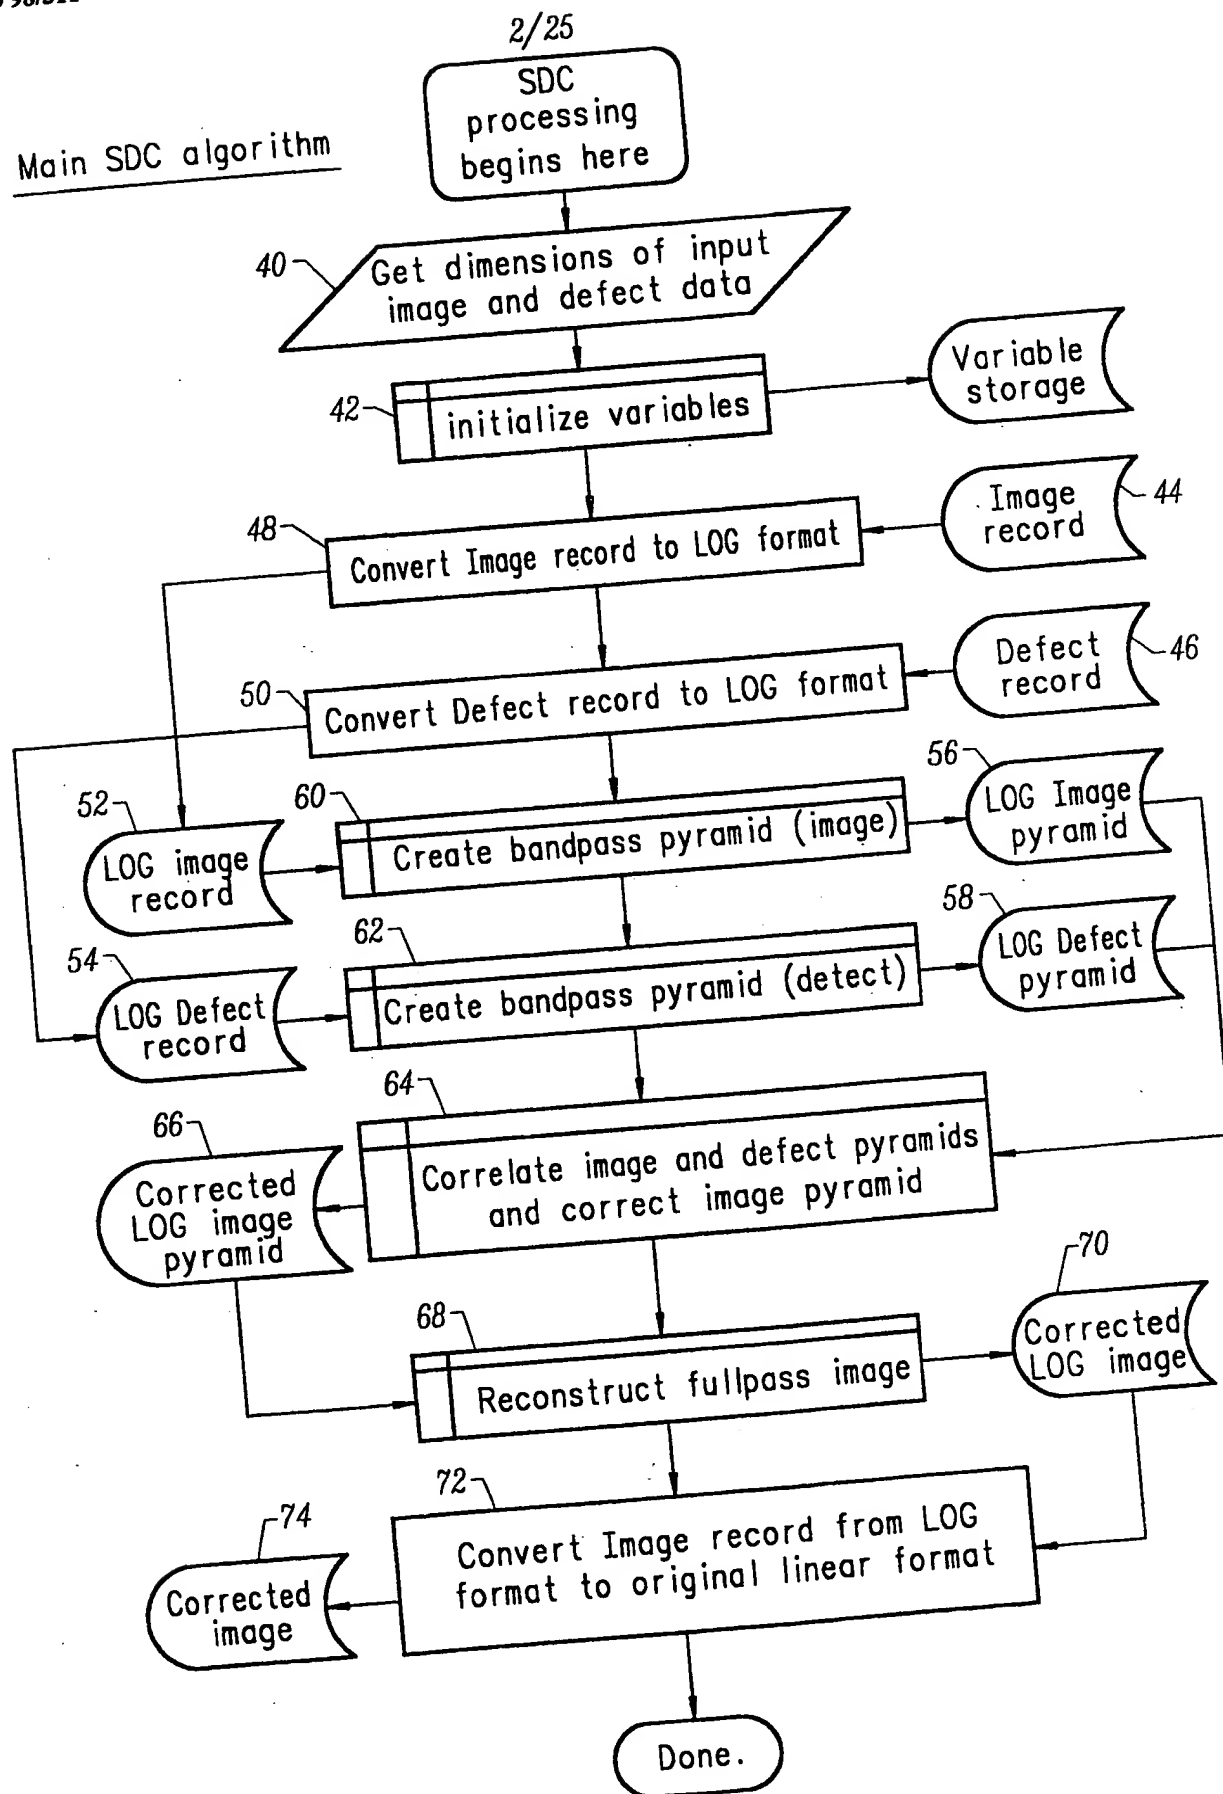 2/25
Main SDC algorithm
SDC
processing
begins here
40
Get dimensions of input
image and defect data
42
initialize variables
Variable
storage
Image
record
44
48
Convert Image record to LOG format
Defect
record
46
50
Convert Defect record to LOG format
52
LOG image
record
60
Create bandpass pyramid (image)
56
LOG Image
pyramid
54
LOG Defect
record
62
Create bandpass pyramid (detect)
58
LOG Defect
pyramid
64
Correlate image and defect pyramids
and correct image pyramid
66
Corrected
LOG image
pyramid
68
Reconstruct fullpass image
70
Corrected
LOG image
72
Convert Image record from LOG
format to original linear format
74
Corrected
image
Done.